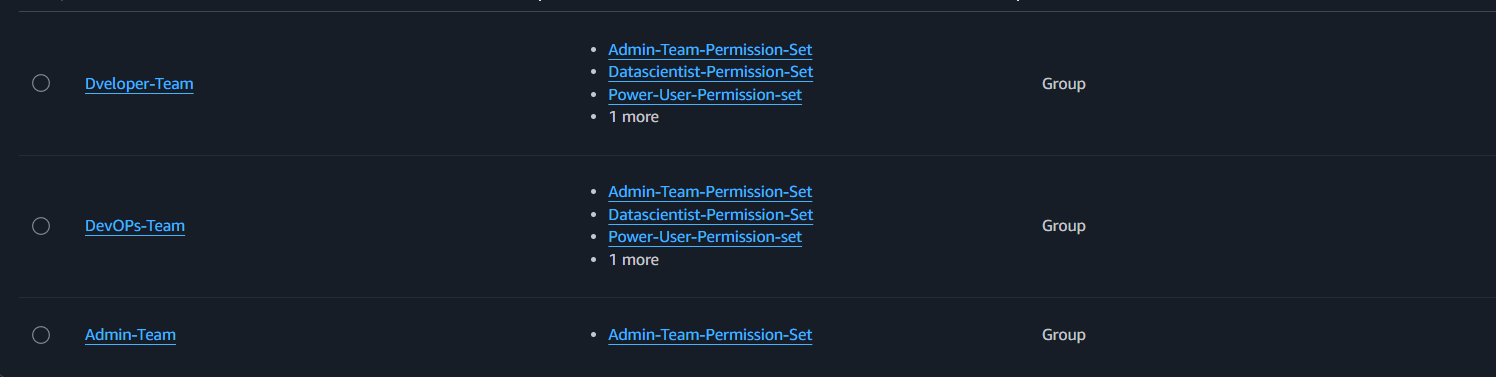 Dveloper-Team
Admin-Team-Permission-Set
Datascientist-Permission-Set
Power-User-Permission-set
1 more
Group
DevOPs-Team
Admin-Team-Permission-Set
Datascientist-Permission-Set
Power-User-Permission-set
1 more
Group
Admin-Team
Admin-Team-Permission-Set
Group